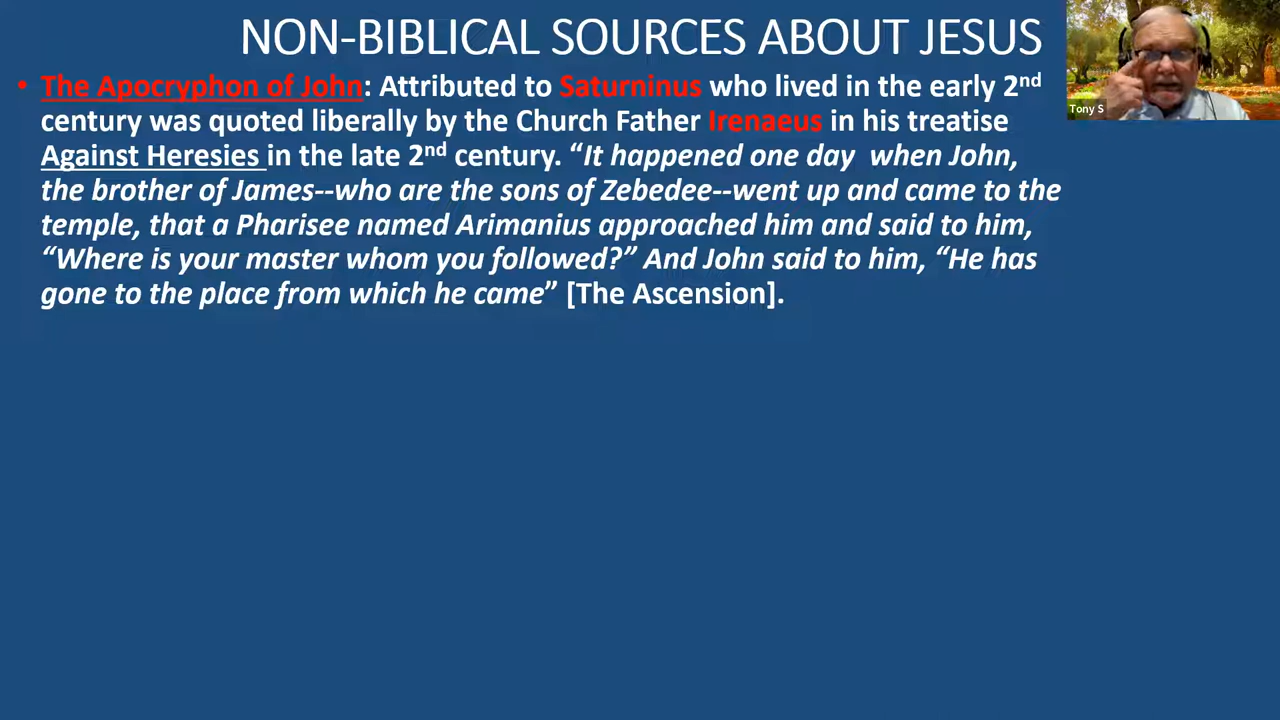 NON-BIBLICAL SOURCES ABOUT JESUS
• The Apocryphon of John: Attributed to Saturninus who lived in the early 2nd
century was quoted liberally by the Church Father Irenaeus in his treatise
Against Heresies in the late 2nd century. “It happened one day  when John,
the brother of James--who are the sons of Zebedee--went up and came to the
temple, that a Pharisee named Arimanius approached him and said to him,
“Where is your master whom you followed?” And John said to him, “He has
gone to the place from which he came” [The Ascension].
Tony S